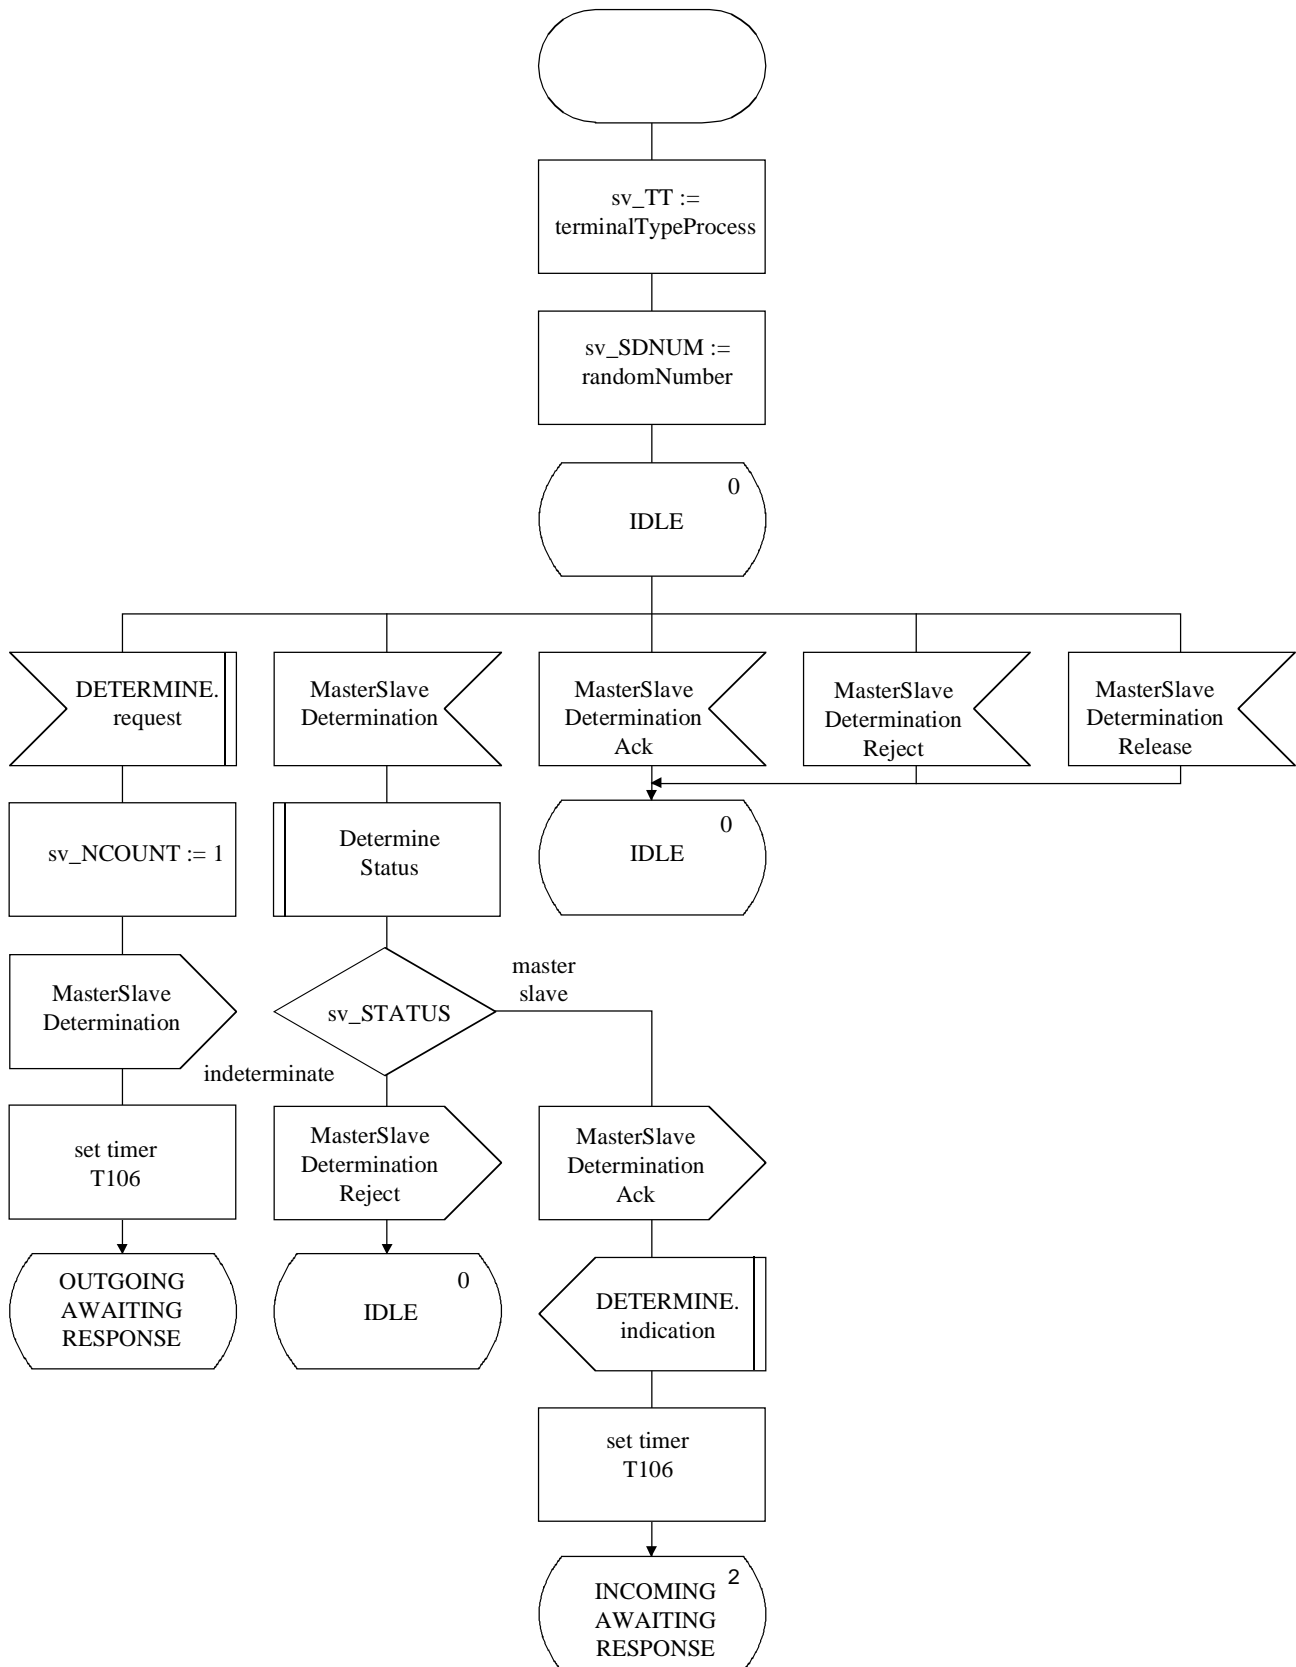 sv_TT :=
terminalTypeProcess
sv_SDNUM :=
randomNumber
0
IDLE
DETERMINE.
request
MasterSlave
Determination
MasterSlave
Determination
Ack
MasterSlave
Determination
Reject
MasterSlave
Determination
Release
sv_NCOUNT := 1
Determine
Status
0
IDLE
MasterSlave
Determination
sv_STATUS
master
slave
indeterminate
set timer
T106
MasterSlave
Determination
Reject
MasterSlave
Determination
Ack
OUTGOING
AWAITING
RESPONSE
0
IDLE
DETERMINE.
indication
set timer
T106
2
INCOMING
AWAITING
RESPONSE